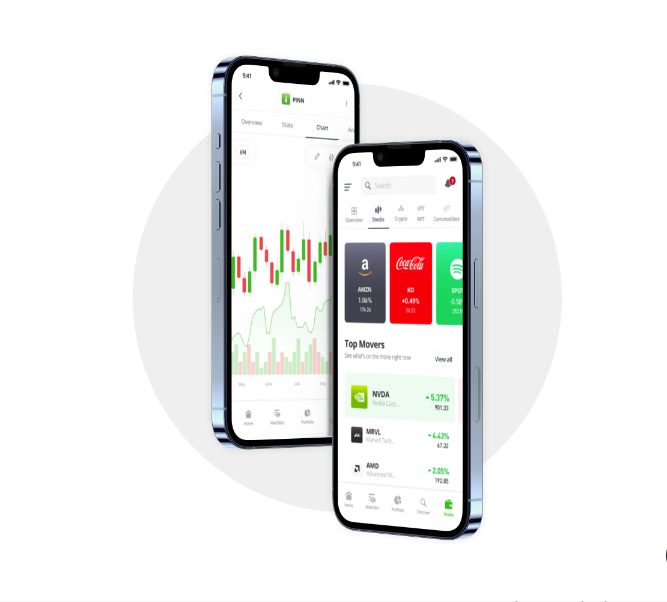 9:41
PINN
Overview
Stats
Chart
6M
May
June
July
Home
Watchlist
Portfolio
9:41
Search
Overview
Stocks
Crypto
NFT
Commodities
a
AMZN
1.06%
176.26
Coca-Cola
KO
+0.49%
SPOT
-0.58
Top Movers
See what's on the move right now
View all
NVDA
Nvidia Corp...
5.37%
901.33
MRVL
Marvell Tech...
4.43%
67.32
AMD
Advanced Mi...
2.05%
192.85
Home
Watchlist
Portfolio
Discover